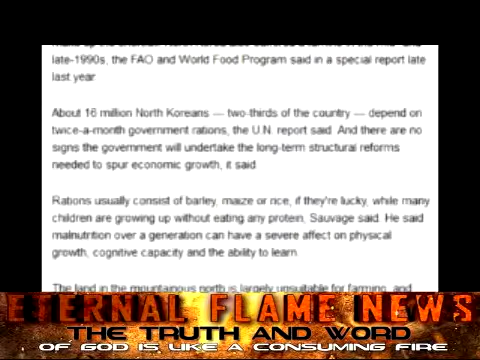 late-1990s, the FAO and World Food Program said in a special report late
last year
About 16 million North Koreans — two-thirds of the country — depend on
twice-a-month government rations, the U.N. report said. And there are no
signs the government will undertake the long-term structural reforms
needed to spur economic growth, it said.
Rations usually consist of barley, maize or rice, if they're lucky, while many
children are growing up without eating any protein, Sauvage said. He said
malnutrition over a generation can have a severe affect on physical
growth, cognitive capacity and the ability to learn.
The land in the mountainous north is largely unsuitable for farming, and
ETERNAL FLAME NEWS
THE TRUTH AND WORD
OF GOD IS LIKE A CONSUMING FIRE